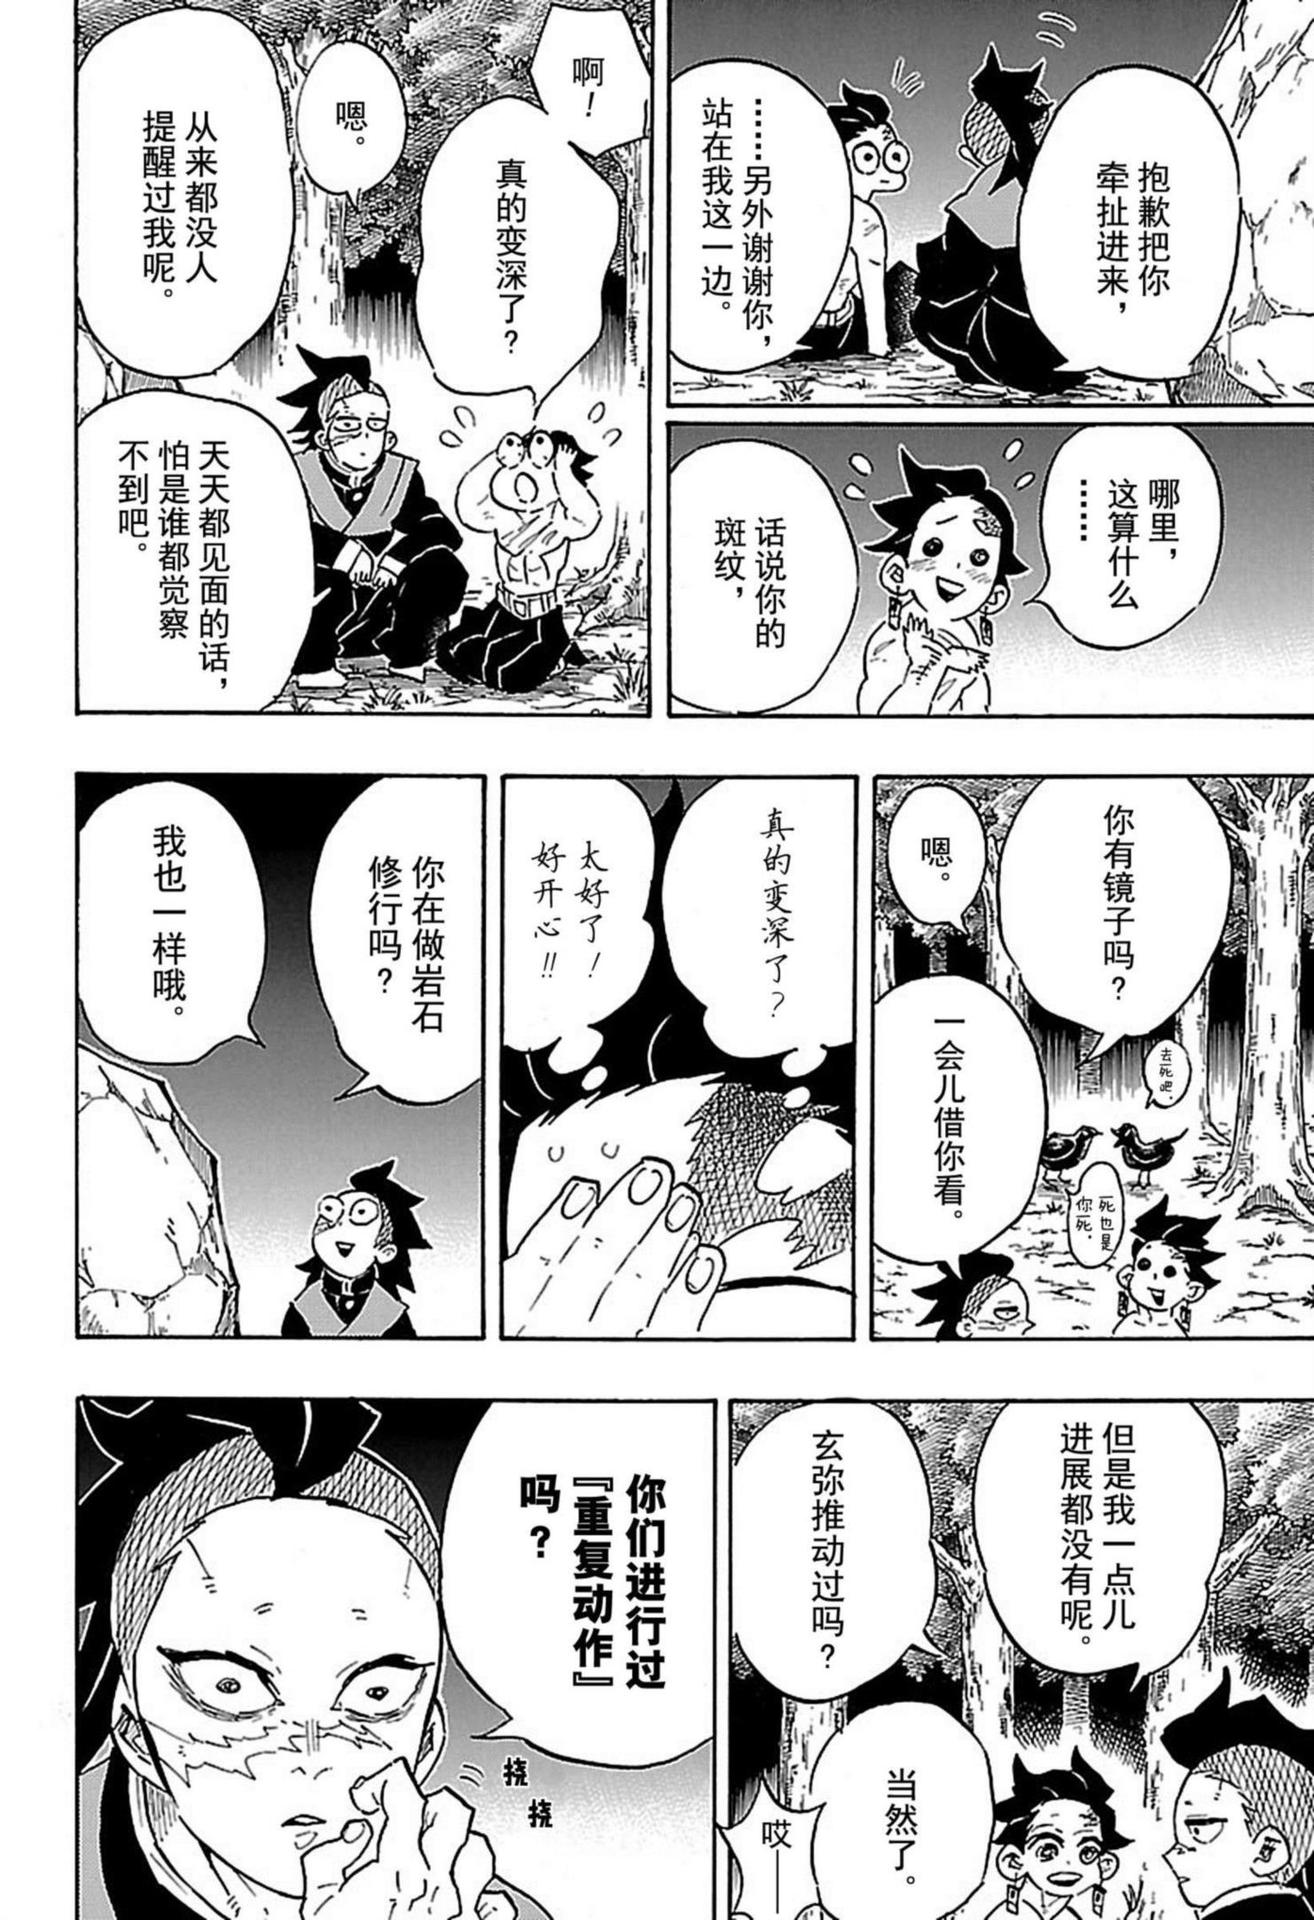 抱歉把你
牵扯进来，
……另外谢谢你，
站在我这一边。
哪里，
这算什么
……
话说你的
斑纹，
啊！
真的变深了？
嗯。
从来都没人
提醒过我呢。
天天都见面的话，
怕是谁都觉察
不到吧。
你有镜子吗？
嗯。
一会儿借你看。
去死吧，
死也是
你死，
真的变深了？
太好了！
好开心!!
你在做岩石
修行吗？
我也一样哦。
但是我一点儿
进展都没有呢。
玄弥推动过吗？
当然了。
哎——
你们进行过
『重复动作』
吗？
挠
挠